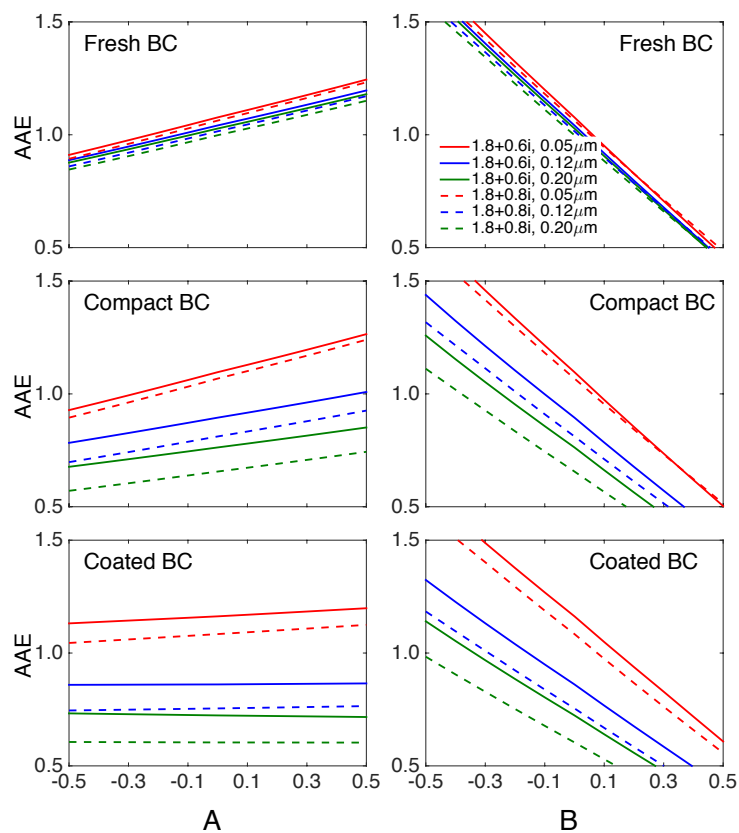 1.5
Fresh BC
1.0
AAE
0.5
1.5
Fresh BC
1.0
1.8+0.6i, 0.05μm
1.8+0.6i, 0.12μm
1.8+0.6i, 0.20μm
1.8+0.8i, 0.05μm
1.8+0.8i, 0.12μm
1.8+0.8i, 0.20μm
0.5
1.5
Compact BC
1.0
AAE
0.5
1.5
Compact BC
1.0
0.5
1.5
Coated BC
1.0
AAE
0.5
-0.5 -0.3 -0.1 0.1 0.3 0.5
A
1.5
Coated BC
1.0
0.5
-0.5 -0.3 -0.1 0.1 0.3 0.5
B